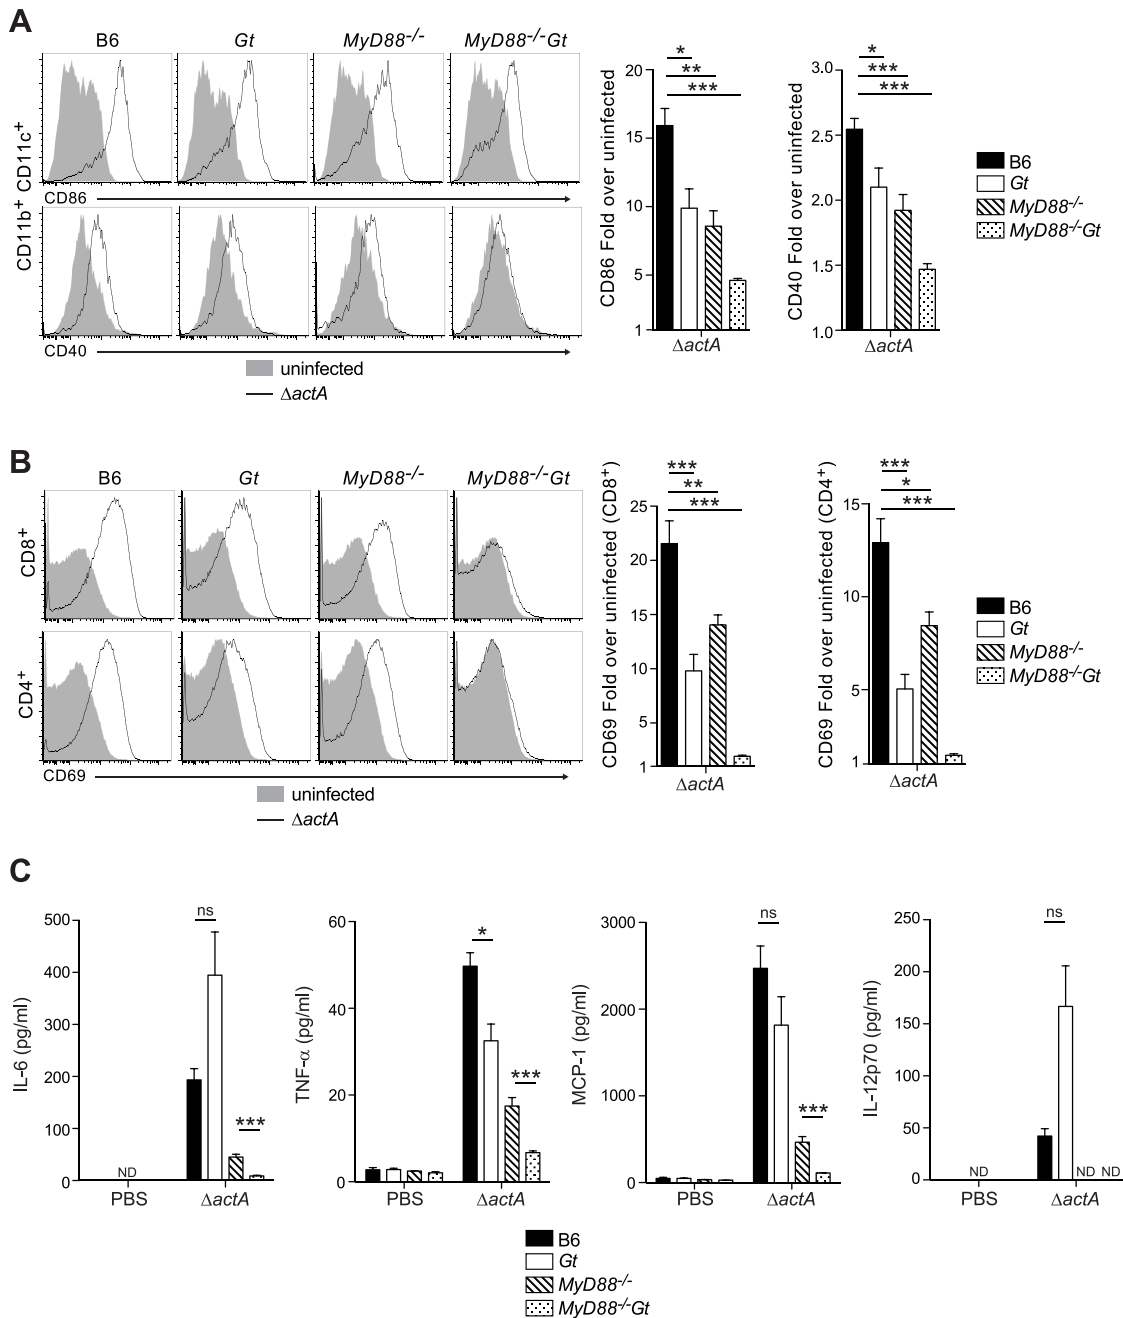 A
B6
Gt
MyD88-/-
MyD88-/-Gt
CD11c+
CD86
CD11b+
CD40
uninfected
ΔactA
CD86 Fold over uninfected
20
15
10
5
1
*
**
***
ΔactA
CD40 Fold over uninfected
3.0
2.5
2.0
1.5
1.0
*
***
***
ΔactA
B6
Gt
MyD88-/-
MyD88-/-Gt
B
B6
Gt
MyD88-/-
MyD88-/-Gt
CD8+
CD4+
CD69
uninfected
ΔactA
CD69 Fold over uninfected (CD8+)
25
20
15
10
5
1
***
**
***
ΔactA
CD69 Fold over uninfected (CD4+)
15
10
5
1
***
*
***
ΔactA
B6
Gt
MyD88-/-
MyD88-/-Gt
C
IL-6 (pg/ml)
500
400
300
200
100
0
ns
***
ND
PBS
ΔactA
TNF-α (pg/ml)
60
40
20
0
*
***
PBS
ΔactA
MCP-1 (pg/ml)
3000
2000
1000
0
ns
***
PBS
ΔactA
IL-12p70 (pg/ml)
250
200
150
100
50
0
ns
ND
ND ND
PBS
ΔactA
B6
Gt
MyD88-/-
MyD88-/-Gt